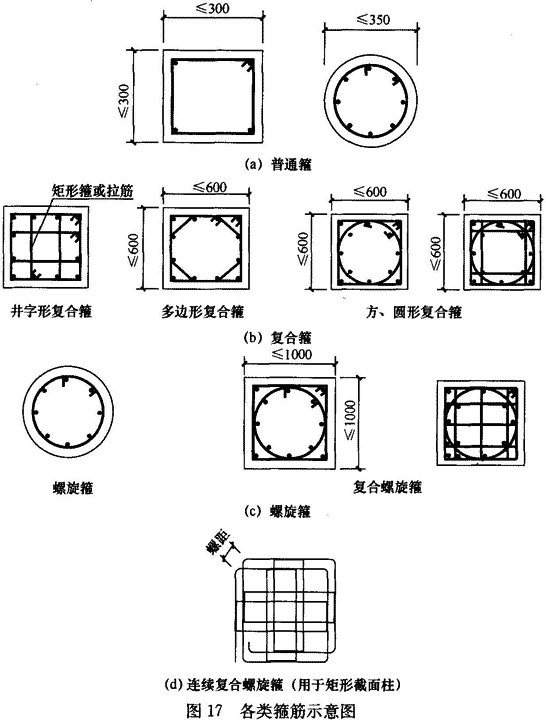 ≤300
≤350
≤300
(a) 普通箍
矩形箍或拉筋
≤600
≤600
≤600
≤600
≤600
≤600
井字形复合箍
多边形复合箍
方、圆形复合箍
(b) 复合箍
≤1000
≤1000
螺旋箍
复合螺旋箍
(c) 螺旋箍
螺距
(d) 连续复合螺旋箍（用于矩形截面柱）
图 17 各类箍筋示意图